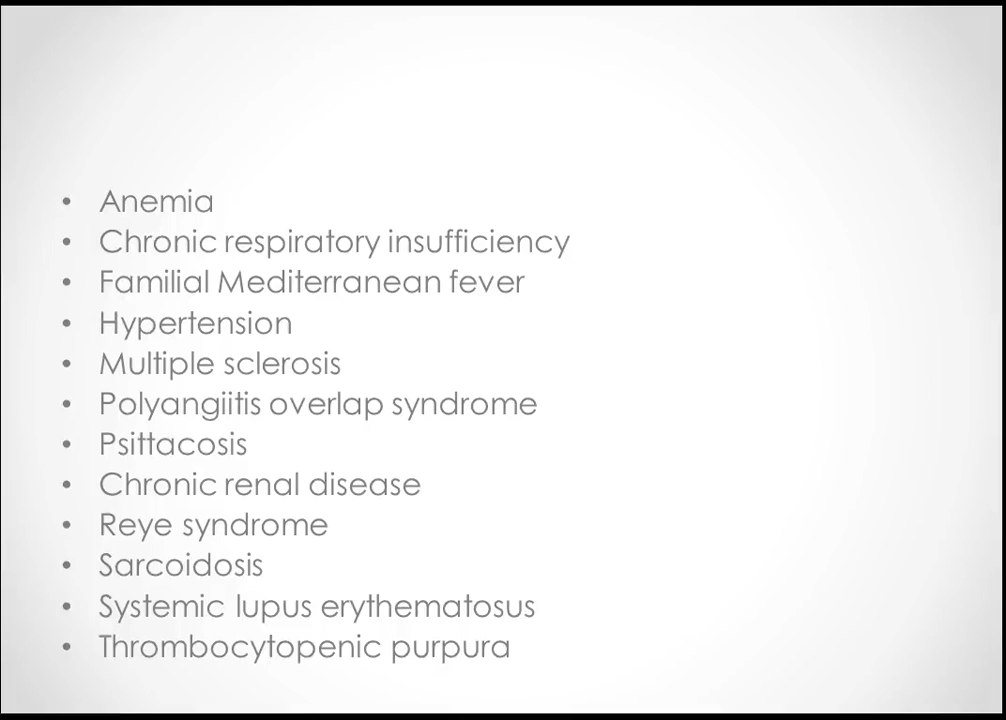 • Anemia
• Chronic respiratory insufficiency
• Familial Mediterranean fever
• Hypertension
• Multiple sclerosis
• Polyangiitis overlap syndrome
• Psittacosis
• Chronic renal disease
• Reye syndrome
• Sarcoidosis
• Systemic lupus erythematosus
• Thrombocytopenic purpura